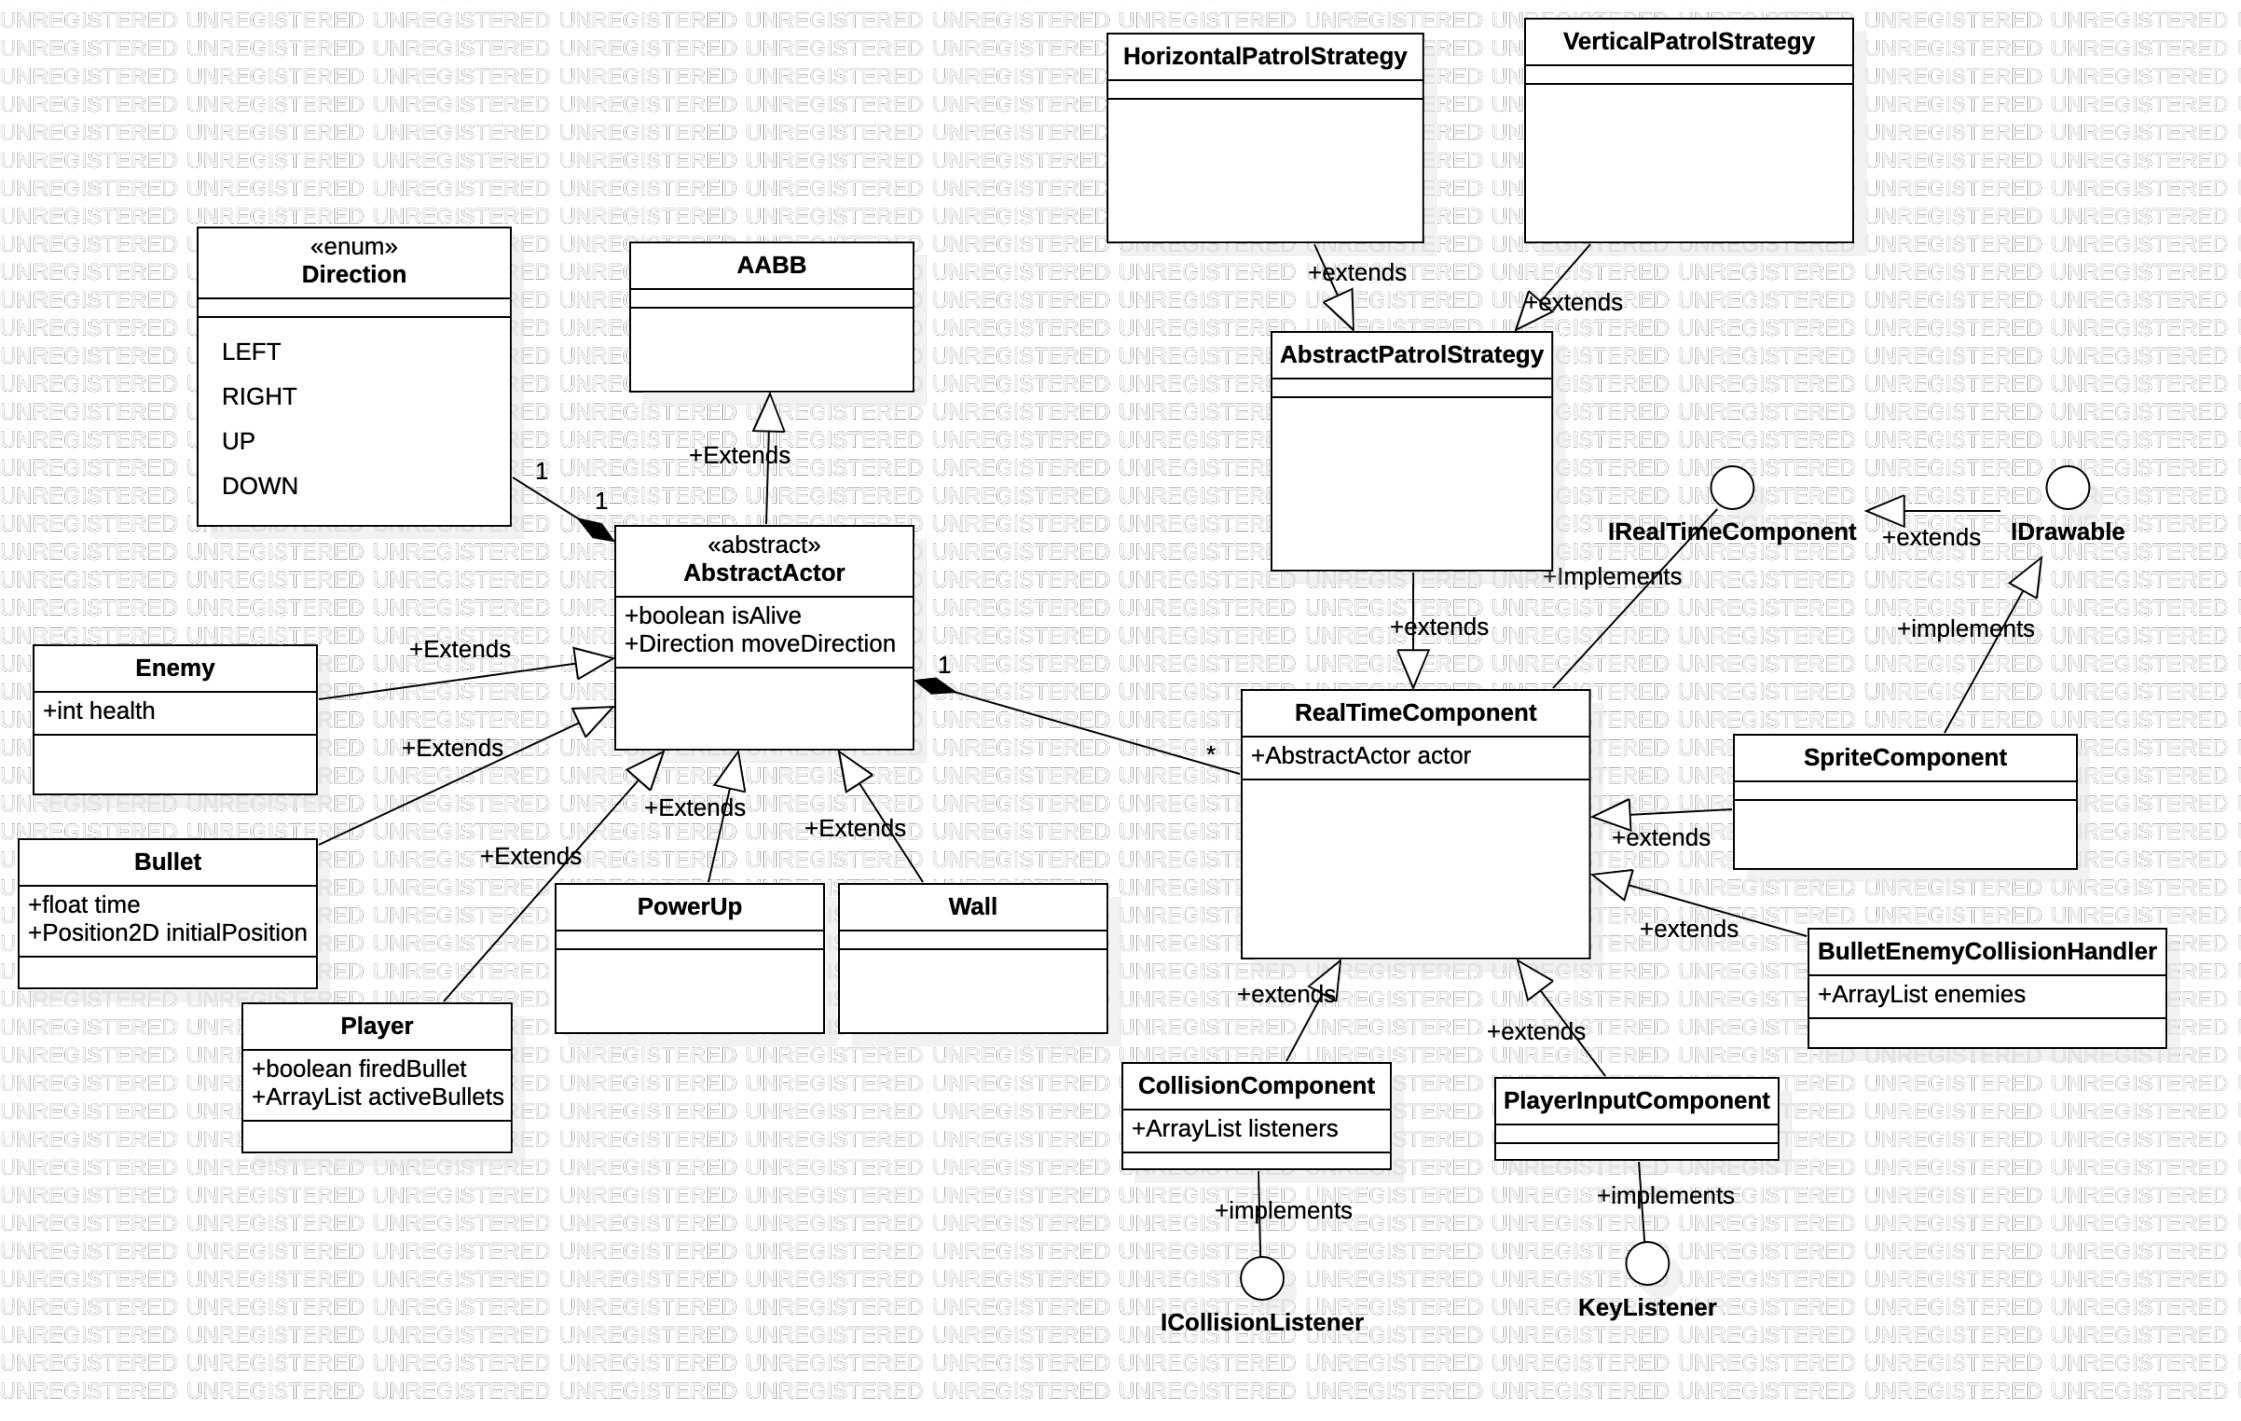 HorizontalPatrolStrategy
VerticalPatrolStrategy
«enum»
Direction
LEFT
RIGHT
UP
DOWN
AABB
+extends
+extends
AbstractPatrolStrategy
+Extends
1
1
IRealTimeComponent
+extends
IDrawable
«abstract»
AbstractActor
+boolean isAlive
+Direction moveDirection
+Implements
+extends
+implements
Enemy
+int health
+Extends
1
*
RealTimeComponent
+AbstractActor actor
SpriteComponent
+extends
+Extends
+Extends
+Extends
+Extends
Bullet
+float time
+Position2D initialPosition
PowerUp
Wall
+extends
BulletEnemyCollisionHandler
+ArrayList enemies
Player
+boolean firedBullet
+ArrayList activeBullets
+extends
+extends
CollisionComponent
+ArrayList listeners
PlayerInputComponent
+implements
+implements
ICollisionListener
KeyListener
UNREGISTERED